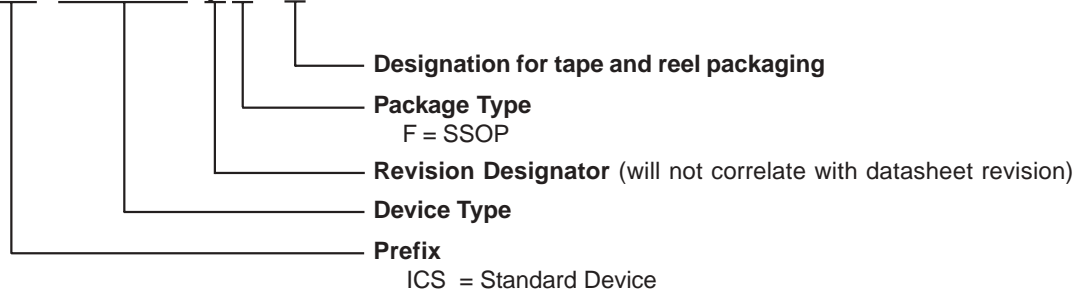 Designation for tape and reel packaging
Package Type
F = SSOP
Revision Designator (will not correlate with datasheet revision)
Device Type
Prefix
ICS = Standard Device